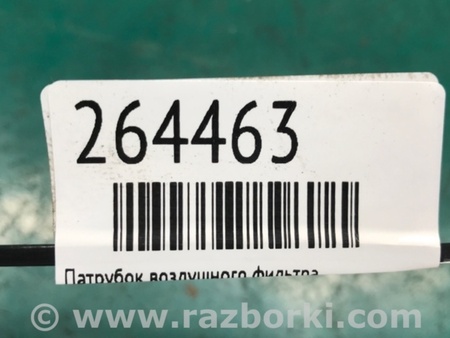 264463
Патрубок воздушного фильтра
© www.razborki.com